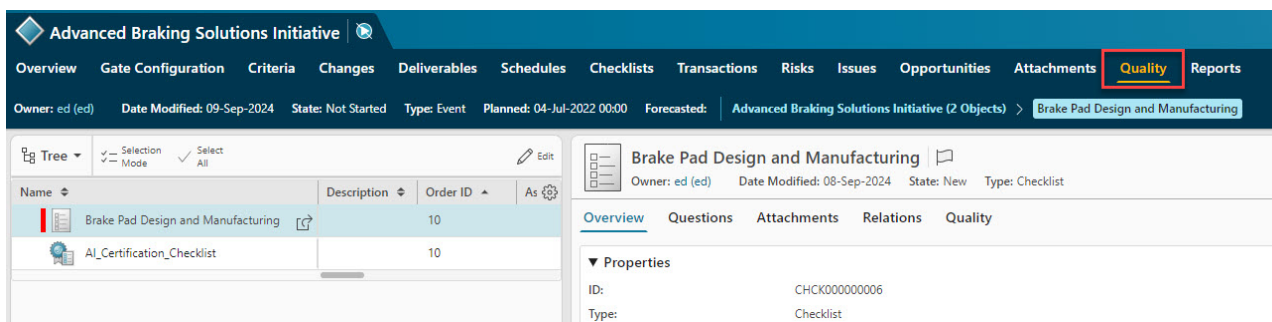 Advanced Braking Solutions Initiative
Overview Gate Configuration Criteria Changes Deliverables Schedules Checklists Transactions Risks Issues Opportunities Attachments Quality Reports
Owner: ed (ed) Date Modified: 09-Sep-2024 State: Not Started Type: Event Planned: 04-Jul-2022 00:00 Forecasted: Advanced Braking Solutions Initiative (2 Objects) > Brake Pad Design and Manufacturing
Tree Selection Mode Select All Edit
Name Description Order ID As
Brake Pad Design and Manufacturing 10
AI_Certification_Checklist 10
Brake Pad Design and Manufacturing
Owner: ed (ed) Date Modified: 08-Sep-2024 State: New Type: Checklist
Overview Questions Attachments Relations Quality
Properties
ID: CHCK000000006
Type: Checklist